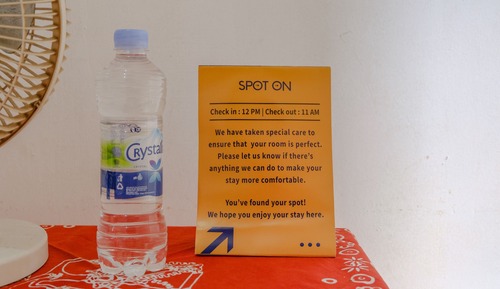 Crystal
SPOT ON
Check in : 12 PM | Check out : 11 AM
We have taken special care to
ensure that your room is perfect.
Please let us know if there's
anything we can do to make your
stay more comfortable.
You've found your spot!
We hope you enjoy your stay here.